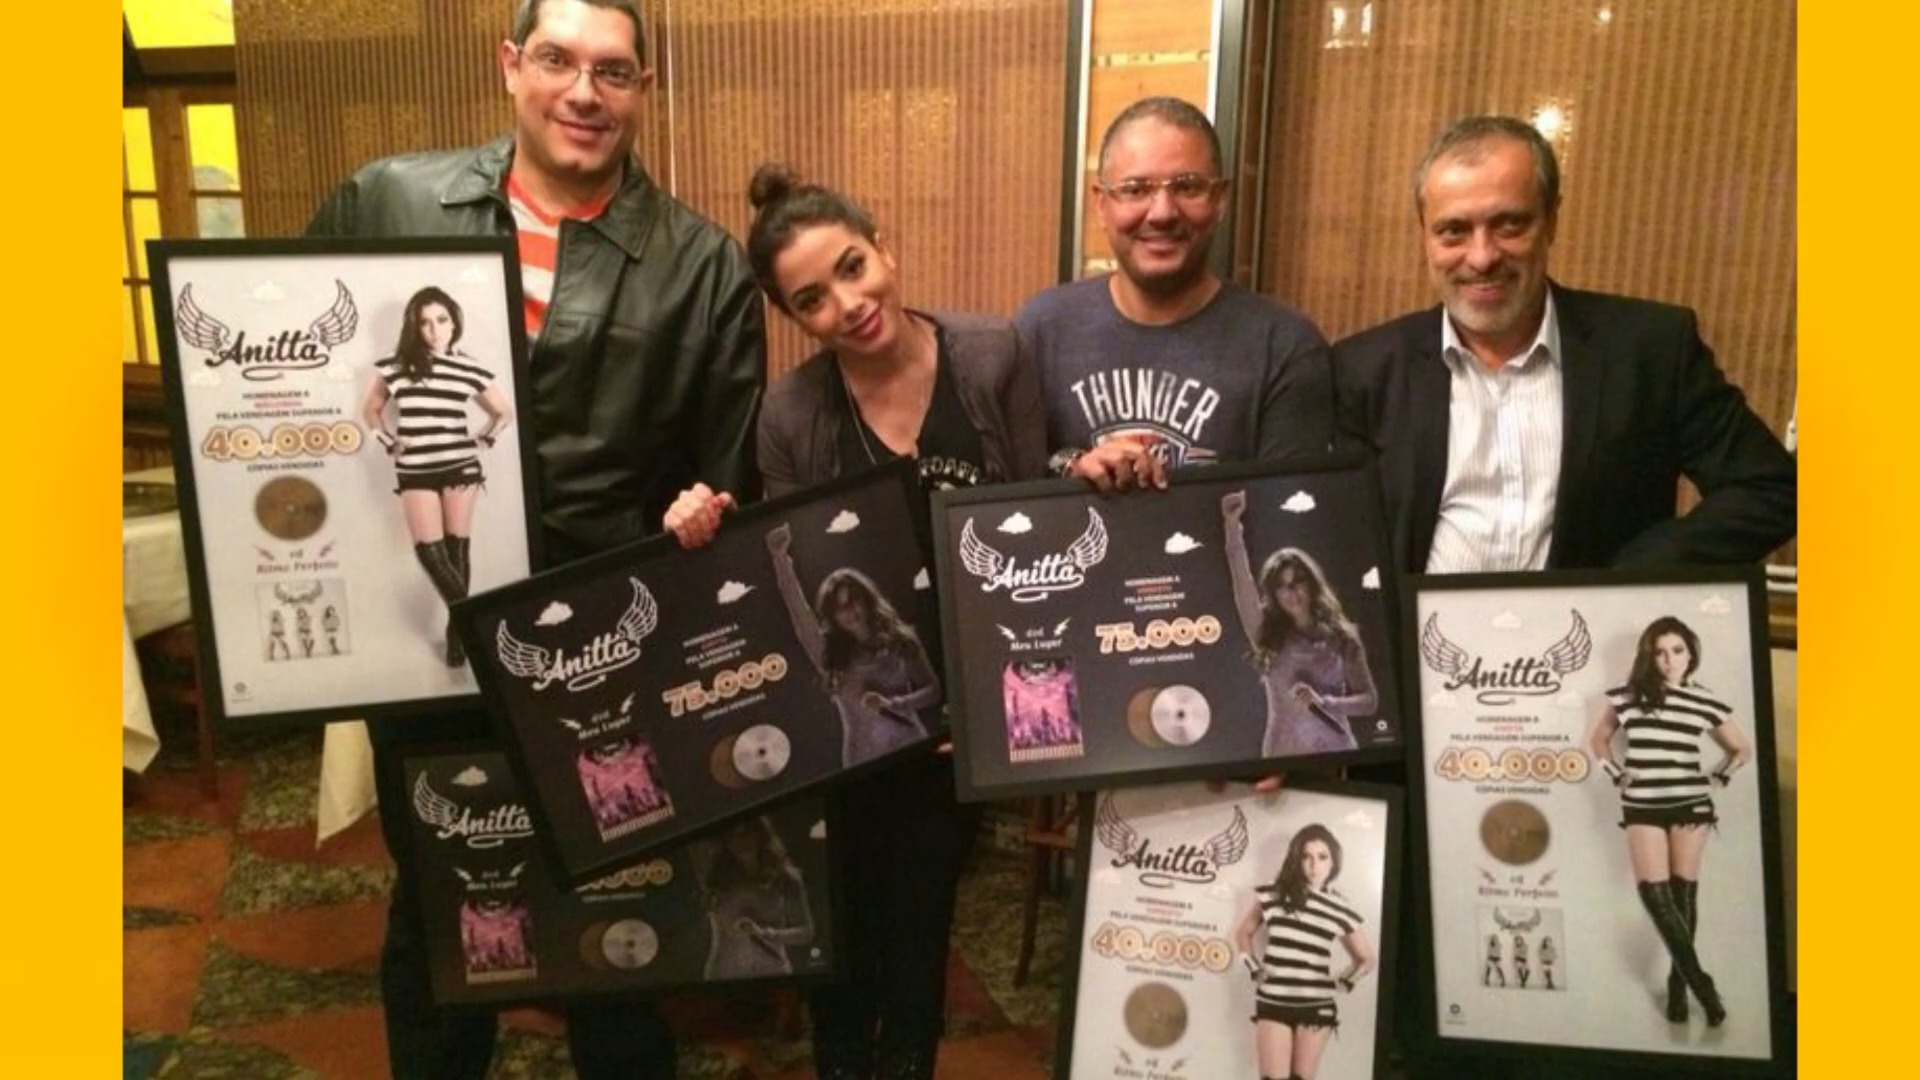 Anitta
HOMENAGEM A
PELA VENDAGEM SUPERIOR A
40.000
CÓPIAS VENDIDAS
cd
Ritmo Perfeito
THUNDER
Anitta
HOMENAGEM A
ANITTA
PELA VENDAGEM
SUPERIOR A
75.000
CÓPIAS VENDIDAS
dvd
Meu Lugar
Anitta
HOMENAGEM A
PELA VENDAGEM
SUPERIOR A
75.000
CÓPIAS VENDIDAS
dvd
Meu Lugar
Anitta
HOMENAGEM A
ANITTA
PELA VENDAGEM SUPERIOR A
40.000
CÓPIAS VENDIDAS
cd
Ritmo Perfeito
Anitta
dvd
Meu Lugar
Anitta
HOMENAGEM A
PELA VENDAGEM SUPERIOR A
40.000
CÓPIAS VENDIDAS
cd
Ritmo Perfeito